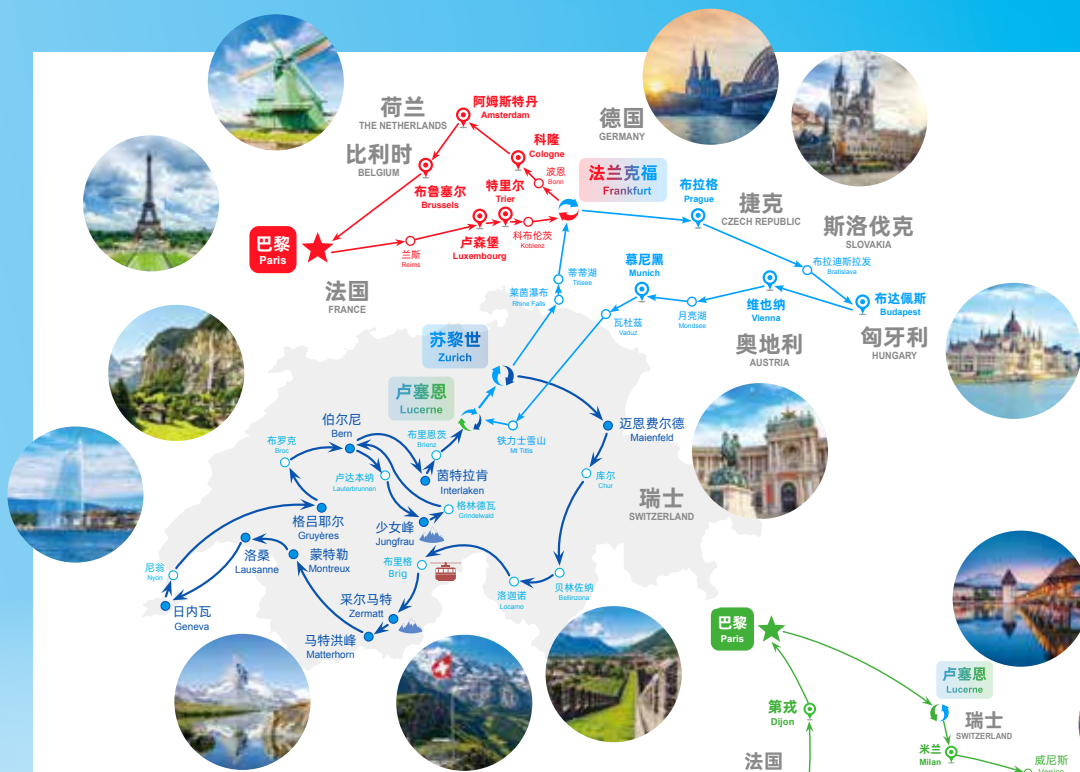 荷兰
THE NETHERLANDS
阿姆斯特丹
Amsterdam
德国
GERMANY
比利时
BELGIUM
科隆
Cologne
波恩
Bonn
法兰克福
Frankfurt
布鲁塞尔
Brussels
特里尔
Trier
布拉格
Prague
捷克
CZECH REPUBLIC
斯洛伐克
SLOVAKIA
巴黎
Paris
兰斯
Reims
卢森堡
Luxembourg
科布伦茨
Koblenz
布拉迪斯拉发
Bratislava
法国
FRANCE
蒂蒂湖
Titisee
莱茵瀑布
Rhine Falls
慕尼黑
Munich
瓦杜兹
Vaduz
月亮湖
Mondsee
维也纳
Vienna
布达佩斯
Budapest
奥地利
AUSTRIA
匈牙利
HUNGARY
苏黎世
Zurich
卢塞恩
Lucerne
伯尔尼
Bern
布里恩茨
Brienz
铁力士雪山
Mt Titlis
迈恩费尔德
Maienfeld
布罗克
Broc
卢达本纳
Lauterbrunnen
茵特拉肯
Interlaken
库尔
Chur
格林德瓦
Grindelwald
瑞士
SWITZERLAND
格吕耶尔
Gruyères
少女峰
Jungfrau
洛桑
Lausanne
蒙特勒
Montreux
布里格
Brig
尼翁
Nyon
洛迦诺
Locarno
贝林佐纳
Bellinzona
日内瓦
Geneva
采尔马特
Zermatt
马特洪峰
Matterhorn
巴黎
Paris
卢塞恩
Lucerne
第戎
Dijon
瑞士
SWITZERLAND
法国
米兰
Milan
威尼斯
Venice